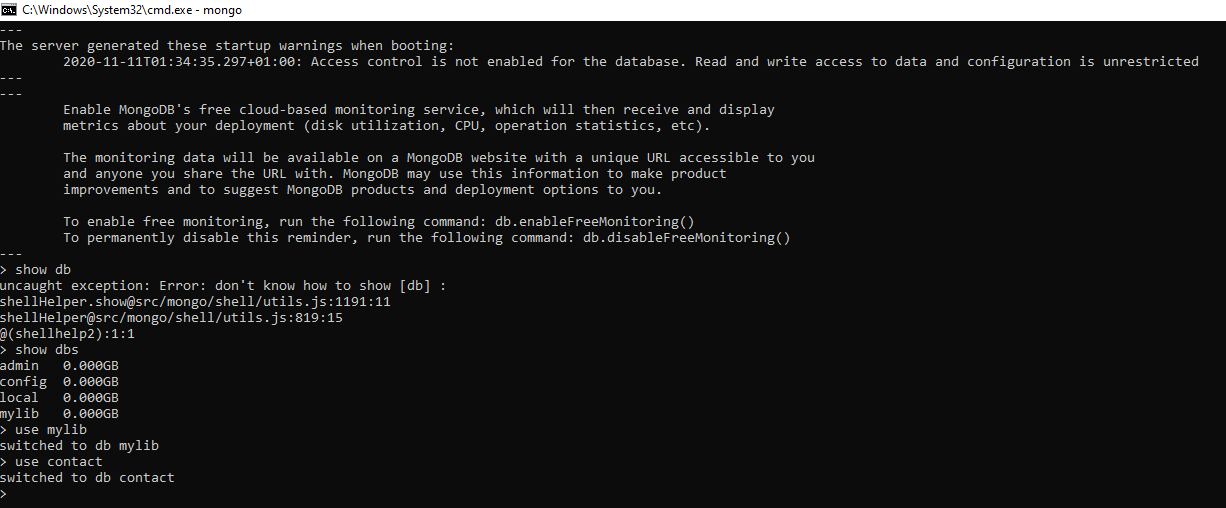 C:\Windows\System32\cmd.exe - mongo
---
The server generated these startup warnings when booting:
        2020-11-11T01:34:35.297+01:00: Access control is not enabled for the database. Read and write access to data and configuration is unrestricted
---
---
        Enable MongoDB's free cloud-based monitoring service, which will then receive and display
        metrics about your deployment (disk utilization, CPU, operation statistics, etc).

        The monitoring data will be available on a MongoDB website with a unique URL accessible to you
        and anyone you share the URL with. MongoDB may use this information to make product
        improvements and to suggest MongoDB products and deployment options to you.

        To enable free monitoring, run the following command: db.enableFreeMonitoring()
        To permanently disable this reminder, run the following command: db.disableFreeMonitoring()
---
> show db
uncaught exception: Error: don't know how to show [db] :
shellHelper.show@src/mongo/shell/utils.js:1191:11
shellHelper@src/mongo/shell/utils.js:819:15
@(shellhelp2):1:1
> show dbs
admin   0.000GB
config  0.000GB
local   0.000GB
mylib   0.000GB
> use mylib
switched to db mylib
> use contact
switched to db contact
>